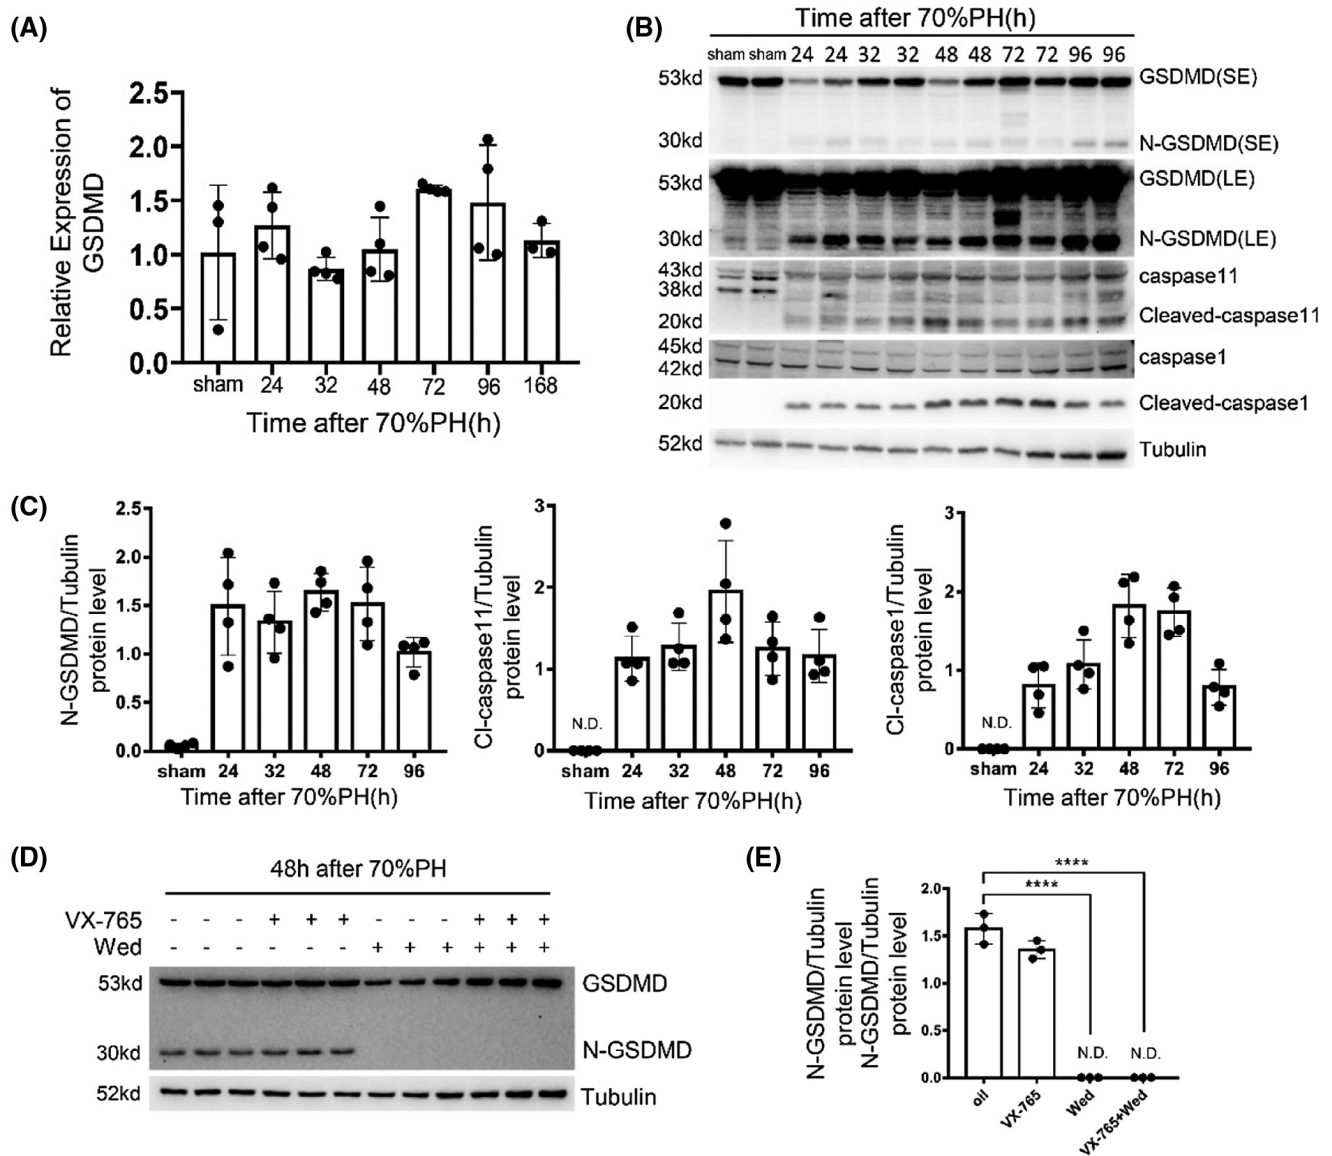 (A)
Relative Expression of
GSDMD
2.5
2.0
1.5
1.0
0.5
0.0
sham 24 32 48 72 96 168
Time after 70%PH(h)
(B)
Time after 70%PH(h)
sham sham 24 24 32 32 48 48 72 72 96 96
53kd GSDMD(SE)
30kd N-GSDMD(SE)
53kd GSDMD(LE)
30kd N-GSDMD(LE)
43kd caspase11
38kd
20kd Cleaved-caspase11
45kd
42kd caspase1
20kd Cleaved-caspase1
52kd Tubulin
(C)
N-GSDMD/Tubulin
protein level
2.5
2.0
1.5
1.0
0.5
0.0
sham 24 32 48 72 96
Time after 70%PH(h)
Cl-caspase11/Tubulin
protein level
3
2
1
0
N.D.
sham 24 32 48 72 96
Time after 70%PH(h)
Cl-caspase1/Tubulin
protein level
3
2
1
0
N.D.
sham 24 32 48 72 96
Time after 70%PH(h)
(D)
48h after 70%PH
VX-765 - - - + + + - - - + + +
Wed - - - - - - + + + + + +
53kd GSDMD
30kd N-GSDMD
52kd Tubulin
(E)
N-GSDMD/Tubulin
protein level
N-GSDMD/Tubulin
protein level
2.0
1.5
1.0
0.5
0.0
****
****
N.D. N.D.
oil VX-765 Wed VX-765+Wed